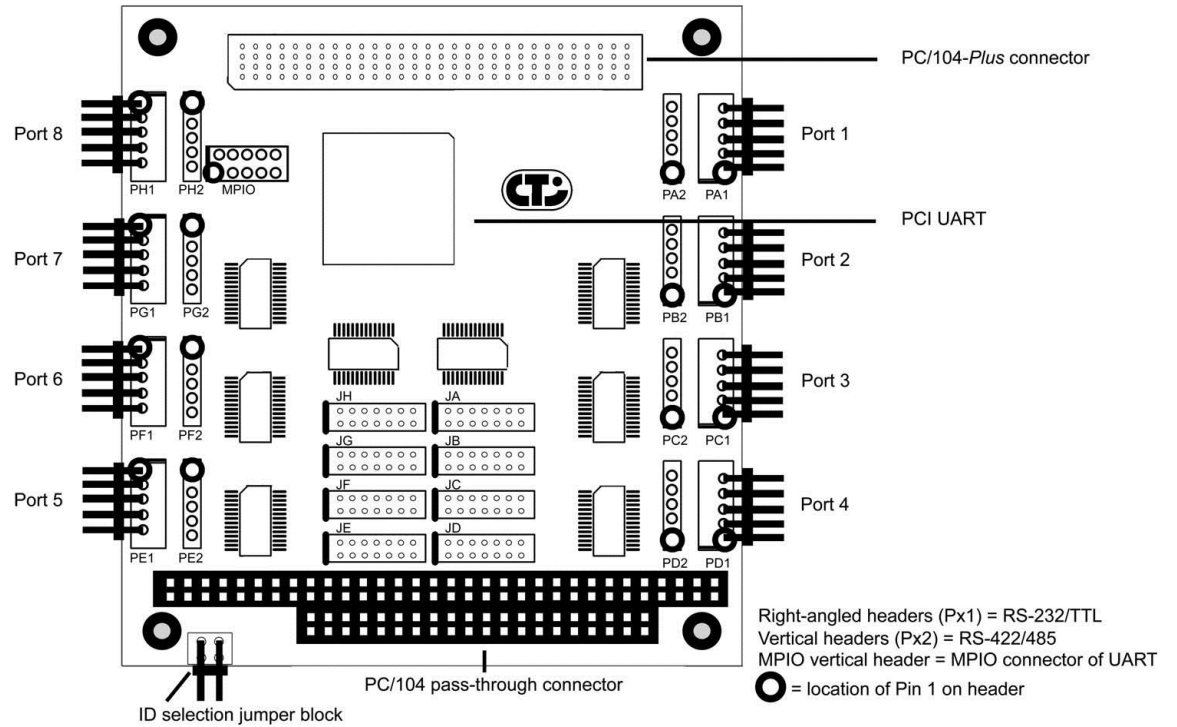 PC/104-Plus connector
Port 8
Port 1
PH1
PH2
MPIO
PA2
PA1
CTi
PCI UART
Port 7
Port 2
PG1
PG2
PB2
PB1
Port 6
Port 3
JH
JA
PF1
PF2
PC2
PC1
JG
JB
Port 5
Port 4
JF
JC
JE
JD
PE1
PE2
PD2
PD1
Right-angled headers (Px1) = RS-232/TTL
Vertical headers (Px2) = RS-422/485
MPIO vertical header = MPIO connector of UART
= location of Pin 1 on header
PC/104 pass-through connector
ID selection jumper block